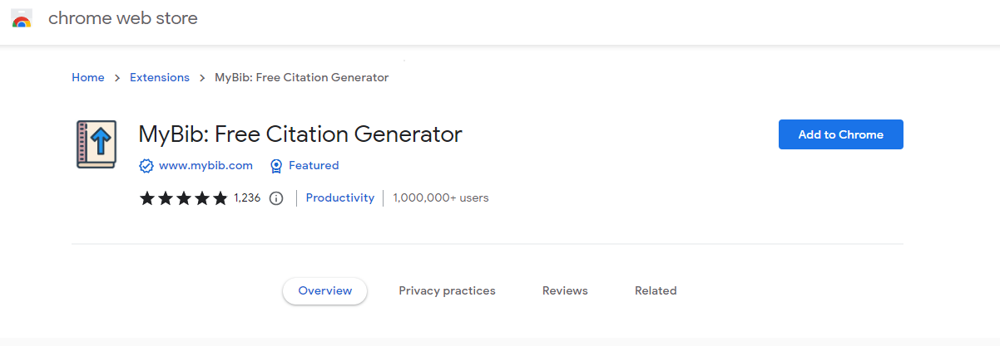 chrome web store
Home > Extensions > MyBib: Free Citation Generator
MyBib: Free Citation Generator
Add to Chrome
www.mybib.com Featured
1,236 Productivity 1,000,000+ users
Overview Privacy practices Reviews Related